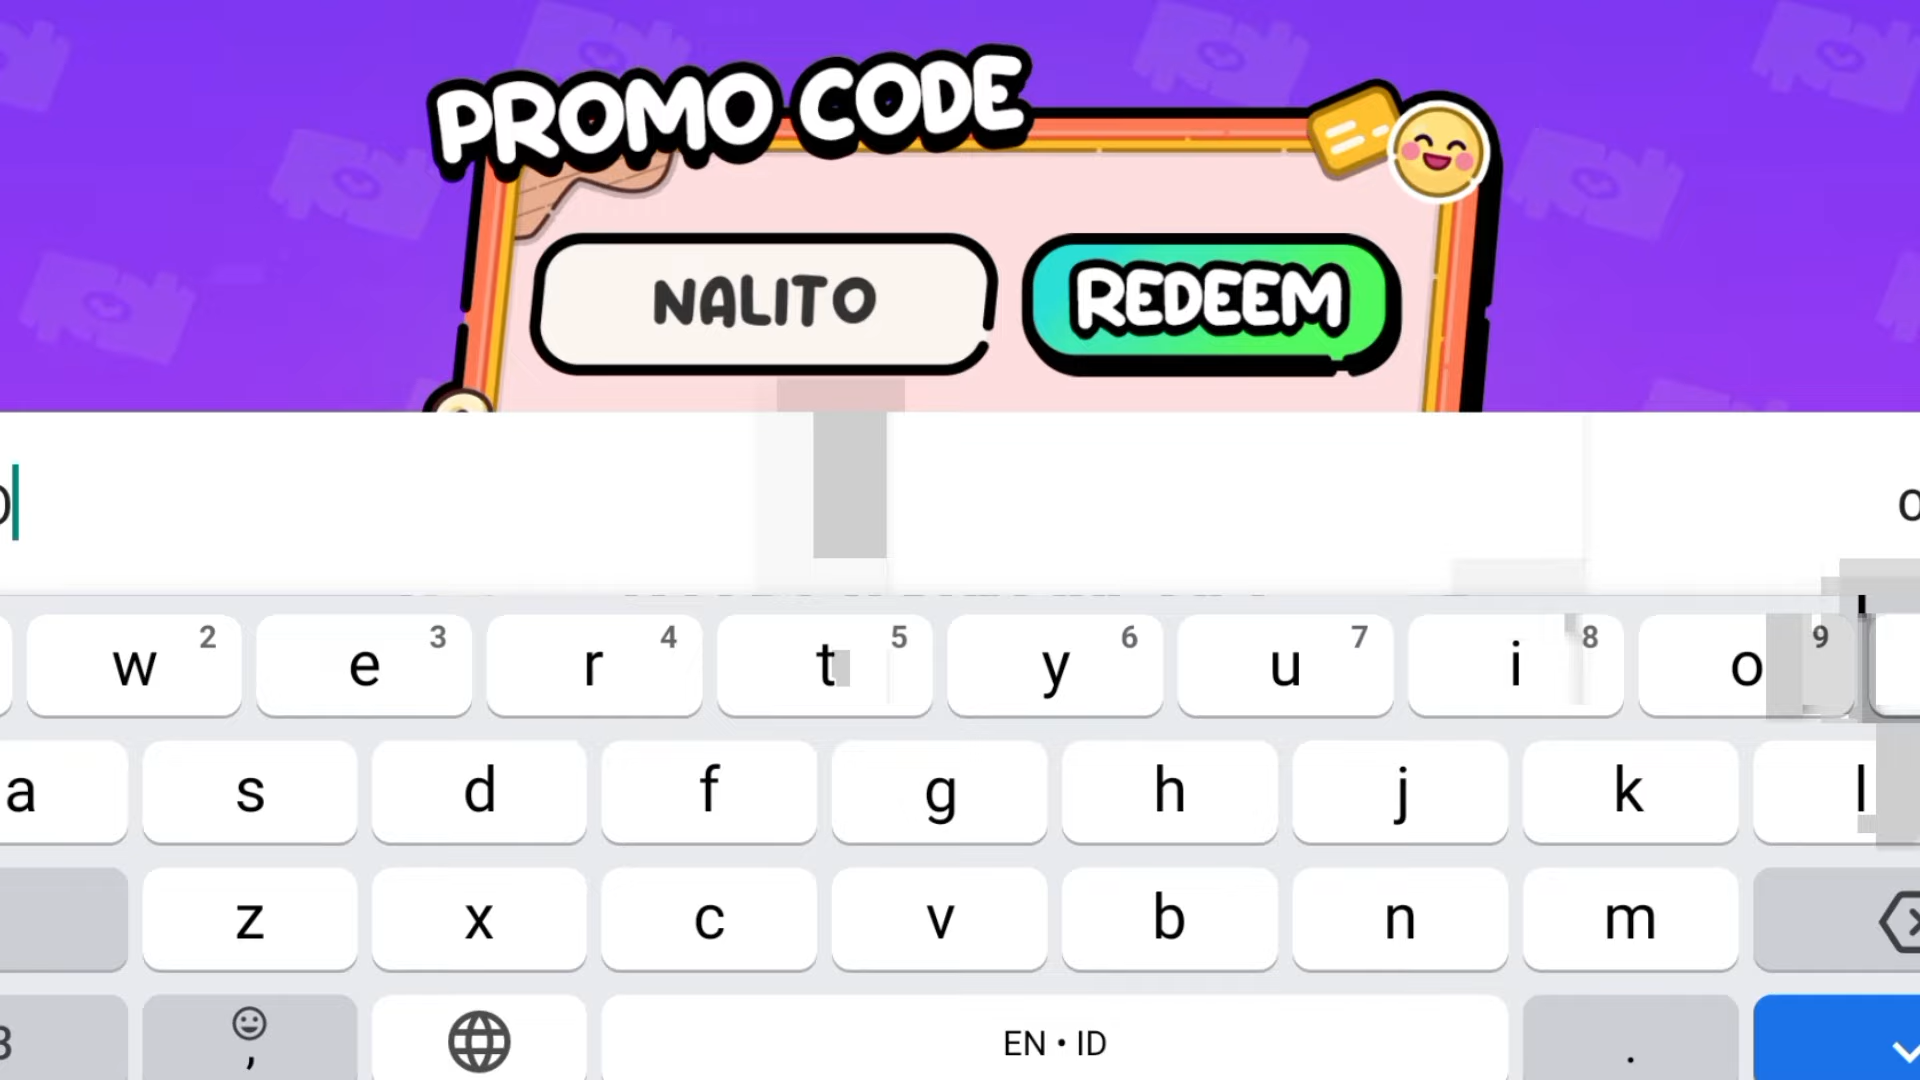 PROMO CODE
NALITO
REDEEM
w 2 e 3 r 4 t 5 y 6 u 7 i 8 o 9
a s d f g h j k l
z x c v b n m
, EN • ID .